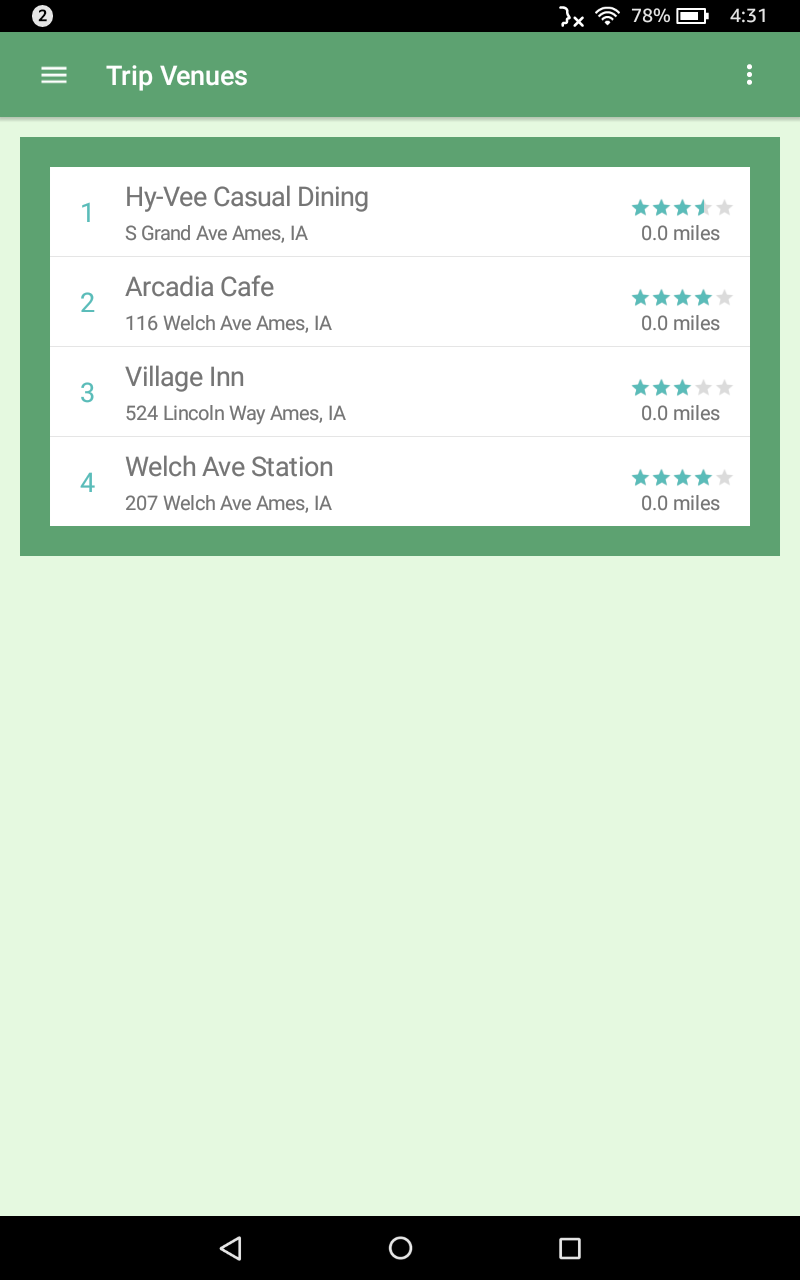 2
78%
4:31
Trip Venues
1
Hy-Vee Casual Dining
S Grand Ave Ames, IA
0.0 miles
2
Arcadia Cafe
116 Welch Ave Ames, IA
0.0 miles
3
Village Inn
524 Lincoln Way Ames, IA
0.0 miles
4
Welch Ave Station
207 Welch Ave Ames, IA
0.0 miles